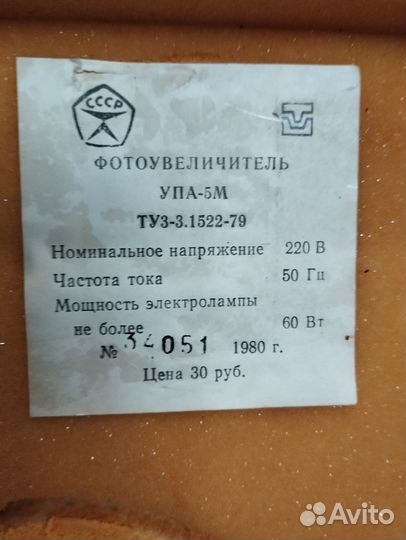 СССР
ФОТОУВЕЛИЧИТЕЛЬ
УПА-5М
ТУ3-3.1522-79
Номинальное напряжение 220 В
Частота тока 50 Гц
Мощность электролампы
не более 60 Вт
№ 34051 1980 г.
Цена 30 руб.
Avito